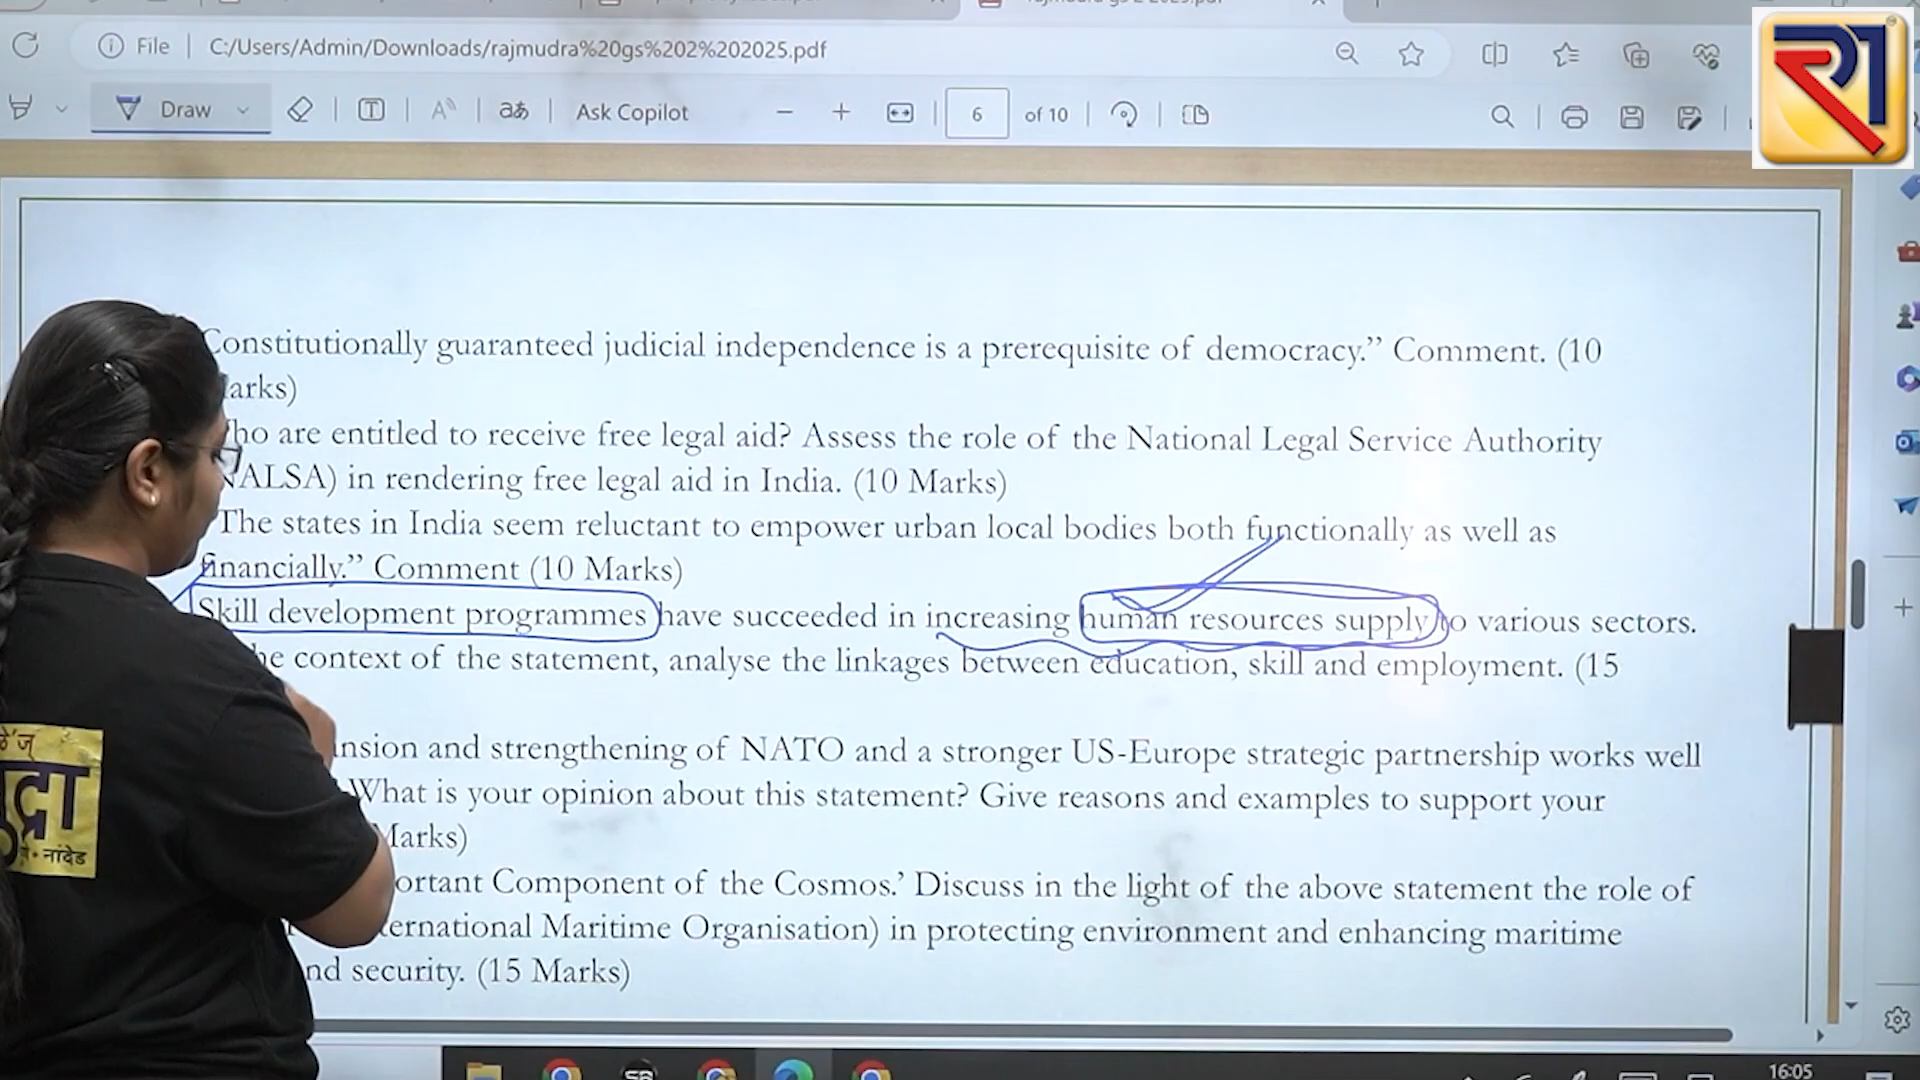 File C:/Users/Admin/Downloads/rajmudra%20gs%202%202025.pdf
Draw aあ Ask Copilot 6 of 10
Constitutionally guaranteed judicial independence is a prerequisite of democracy.” Comment. (10
arks)
ho are entitled to receive free legal aid? Assess the role of the National Legal Service Authority
NALSA) in rendering free legal aid in India. (10 Marks)
The states in India seem reluctant to empower urban local bodies both functionally as well as
financially.” Comment (10 Marks)
Skill development programmes have succeeded in increasing human resources supply to various sectors.
he context of the statement, analyse the linkages between education, skill and employment. (15
nsion and strengthening of NATO and a stronger US-Europe strategic partnership works well
What is your opinion about this statement? Give reasons and examples to support your
Marks)
ortant Component of the Cosmos.’ Discuss in the light of the above statement the role of
ternational Maritime Organisation) in protecting environment and enhancing maritime
nd security. (15 Marks)
नांदेड
16:05